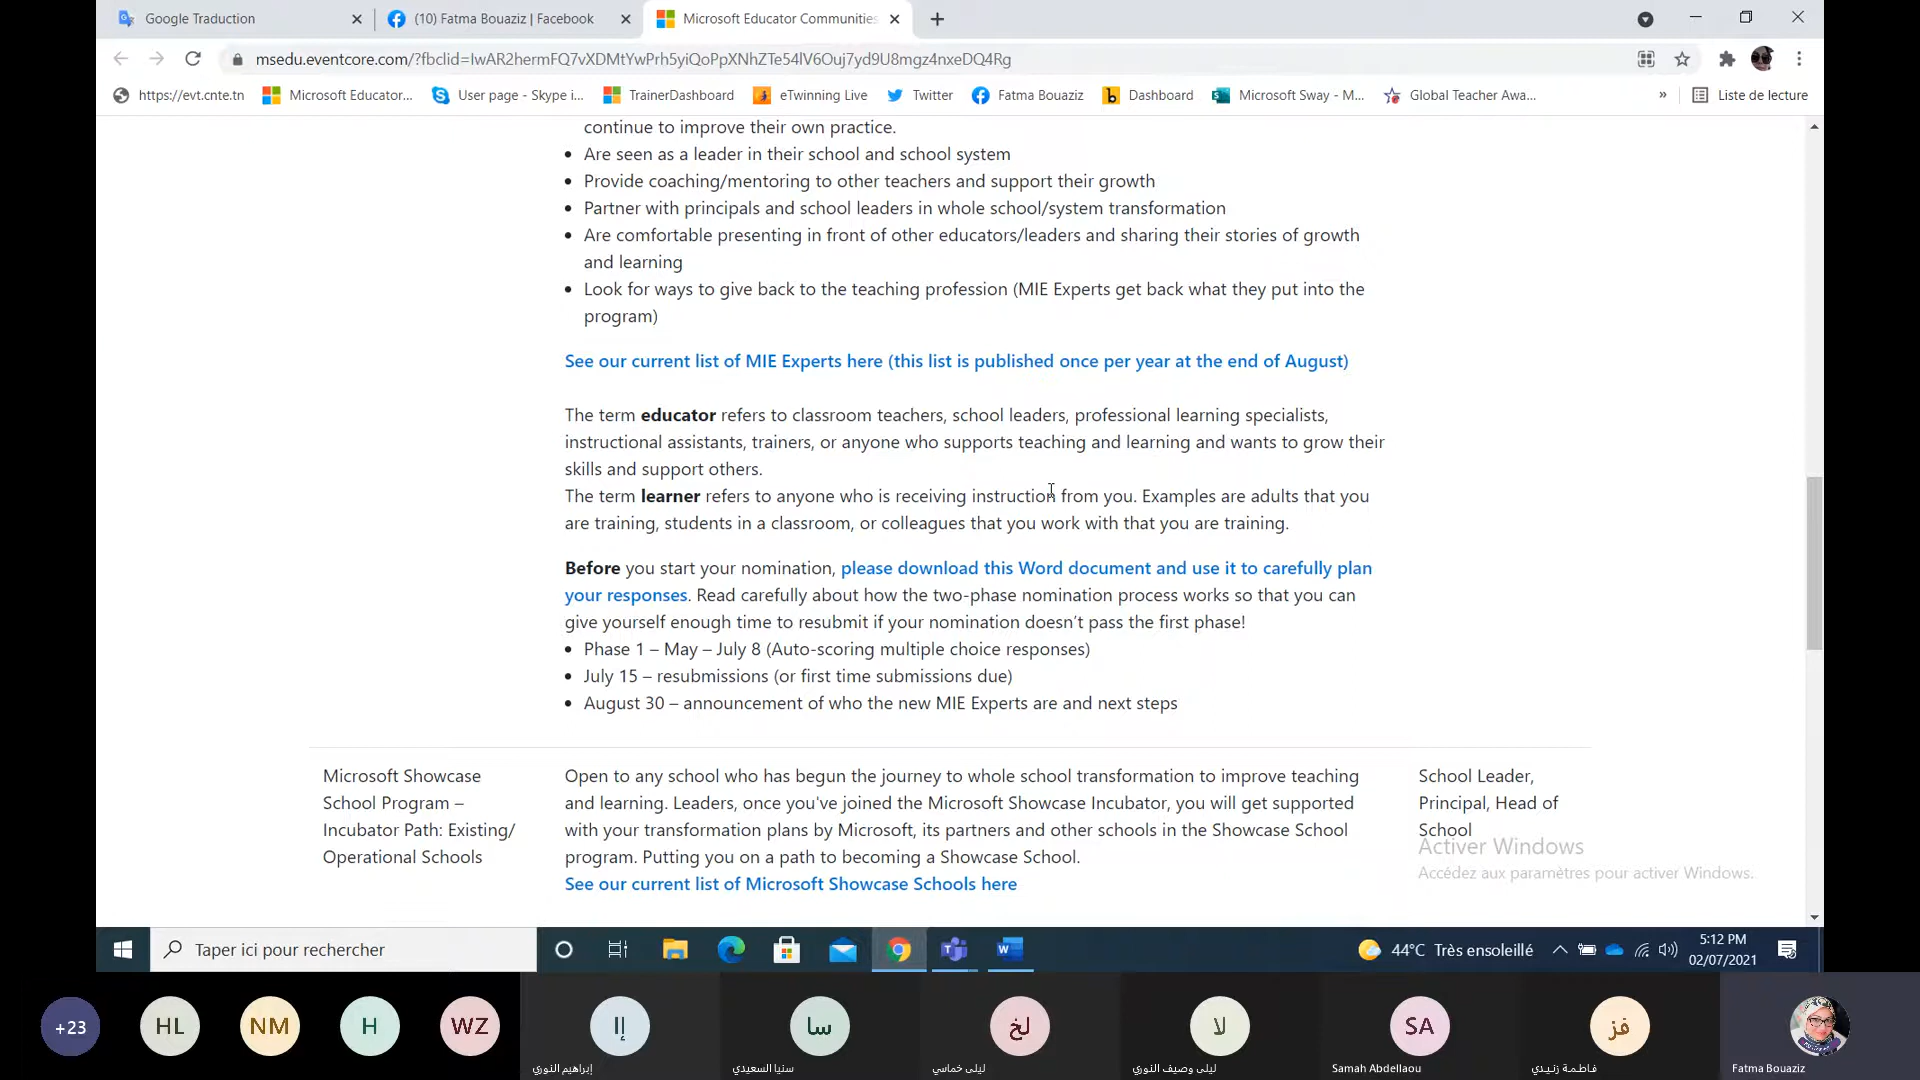 Google Traduction
(10) Fatma Bouaziz | Facebook
Microsoft Educator Communities
msedu.eventcore.com/?fbclid=IwAR2hermFQ7vXDMtYwPrh5yiQoPpXNhZTe54lV6Ouj7yd9U8mgz4nxeDQ4Rg
https://evt.cnte.tn
Microsoft Educator...
User page - Skype i...
TrainerDashboard
eTwinning Live
Twitter
Fatma Bouaziz
Dashboard
Microsoft Sway - M...
Global Teacher Awa...
»
Liste de lecture
continue to improve their own practice.
• Are seen as a leader in their school and school system
• Provide coaching/mentoring to other teachers and support their growth
• Partner with principals and school leaders in whole school/system transformation
• Are comfortable presenting in front of other educators/leaders and sharing their stories of growth
and learning
• Look for ways to give back to the teaching profession (MIE Experts get back what they put into the
program)
See our current list of MIE Experts here (this list is published once per year at the end of August)
The term educator refers to classroom teachers, school leaders, professional learning specialists,
instructional assistants, trainers, or anyone who supports teaching and learning and wants to grow their
skills and support others.
The term learner refers to anyone who is receiving instruction from you. Examples are adults that you
are training, students in a classroom, or colleagues that you work with that you are training.
Before you start your nomination, please download this Word document and use it to carefully plan
your responses. Read carefully about how the two-phase nomination process works so that you can
give yourself enough time to resubmit if your nomination doesn't pass the first phase!
• Phase 1 – May – July 8 (Auto-scoring multiple choice responses)
• July 15 – resubmissions (or first time submissions due)
• August 30 – announcement of who the new MIE Experts are and next steps
Microsoft Showcase
School Program –
Incubator Path: Existing/
Operational Schools
Open to any school who has begun the journey to whole school transformation to improve teaching
and learning. Leaders, once you've joined the Microsoft Showcase Incubator, you will get supported
with your transformation plans by Microsoft, its partners and other schools in the Showcase School
program. Putting you on a path to becoming a Showcase School.
See our current list of Microsoft Showcase Schools here
School Leader,
Principal, Head of
School
Activer Windows
Accédez aux paramètres pour activer Windows.
Taper ici pour rechercher
44°C Très ensoleillé
5:12 PM
02/07/2021
+23
HL
NM
H
WZ
إا
سا
لخ
لا
SA
فز
إبراهيم النوري
سنيا السعيدي
ليلى خماسي
ليلى وصيف النوري
Samah Abdellaou
فاطمة زنيدي
Fatma Bouaziz